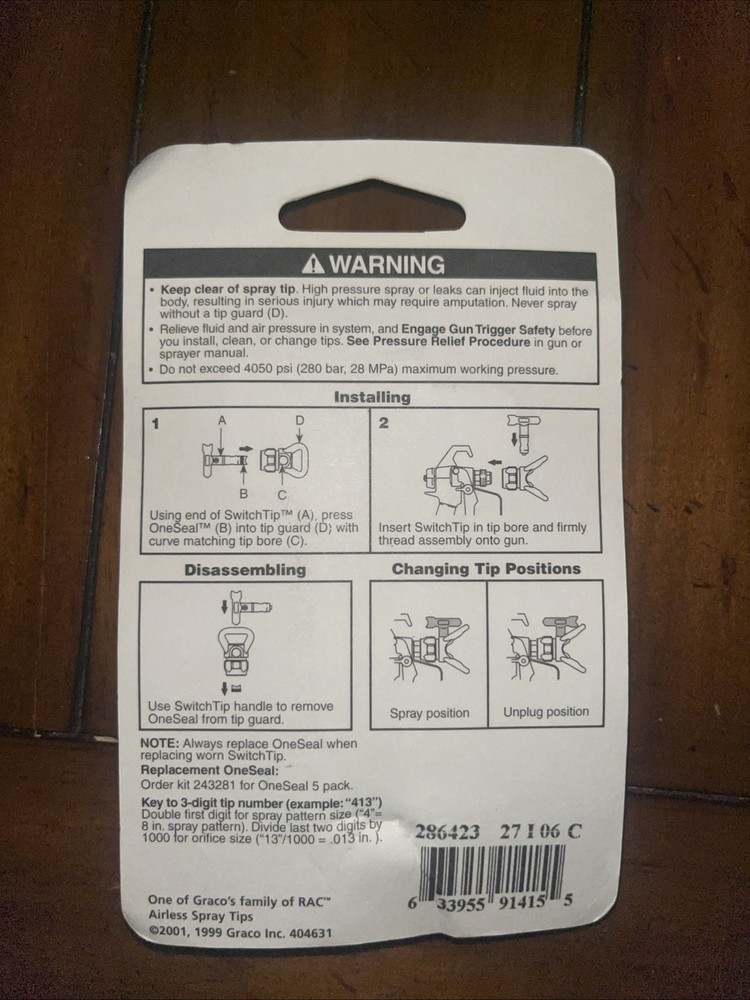 ⚠ WARNING
• Keep clear of spray tip. High pressure spray or leaks can inject fluid into the
body, resulting in serious injury which may require amputation. Never spray
without a tip guard (D).
• Relieve fluid and air pressure in system, and Engage Gun Trigger Safety before
you install, clean, or change tips. See Pressure Relief Procedure in gun or
sprayer manual.
• Do not exceed 4050 psi (280 bar, 28 MPa) maximum working pressure.
Installing
1
A
D
B
C
Using end of SwitchTip™ (A), press
OneSeal™ (B) into tip guard (D) with
curve matching tip bore (C).
2
Insert SwitchTip in tip bore and firmly
thread assembly onto gun.
Disassembling
Use SwitchTip handle to remove
OneSeal from tip guard.
Changing Tip Positions
Spray position
Unplug position
NOTE: Always replace OneSeal when
replacing worn SwitchTip.
Replacement OneSeal:
Order kit 243281 for OneSeal 5 pack.
Key to 3-digit tip number (example: "413")
Double first digit for spray pattern size ("4"=
8 in. spray pattern). Divide last two digits by
1000 for orifice size ("13"/1000 = .013 in. ).
286423 27 I 06 C
6 33955 91415 5
One of Graco's family of RAC™
Airless Spray Tips
©2001, 1999 Graco Inc. 404631